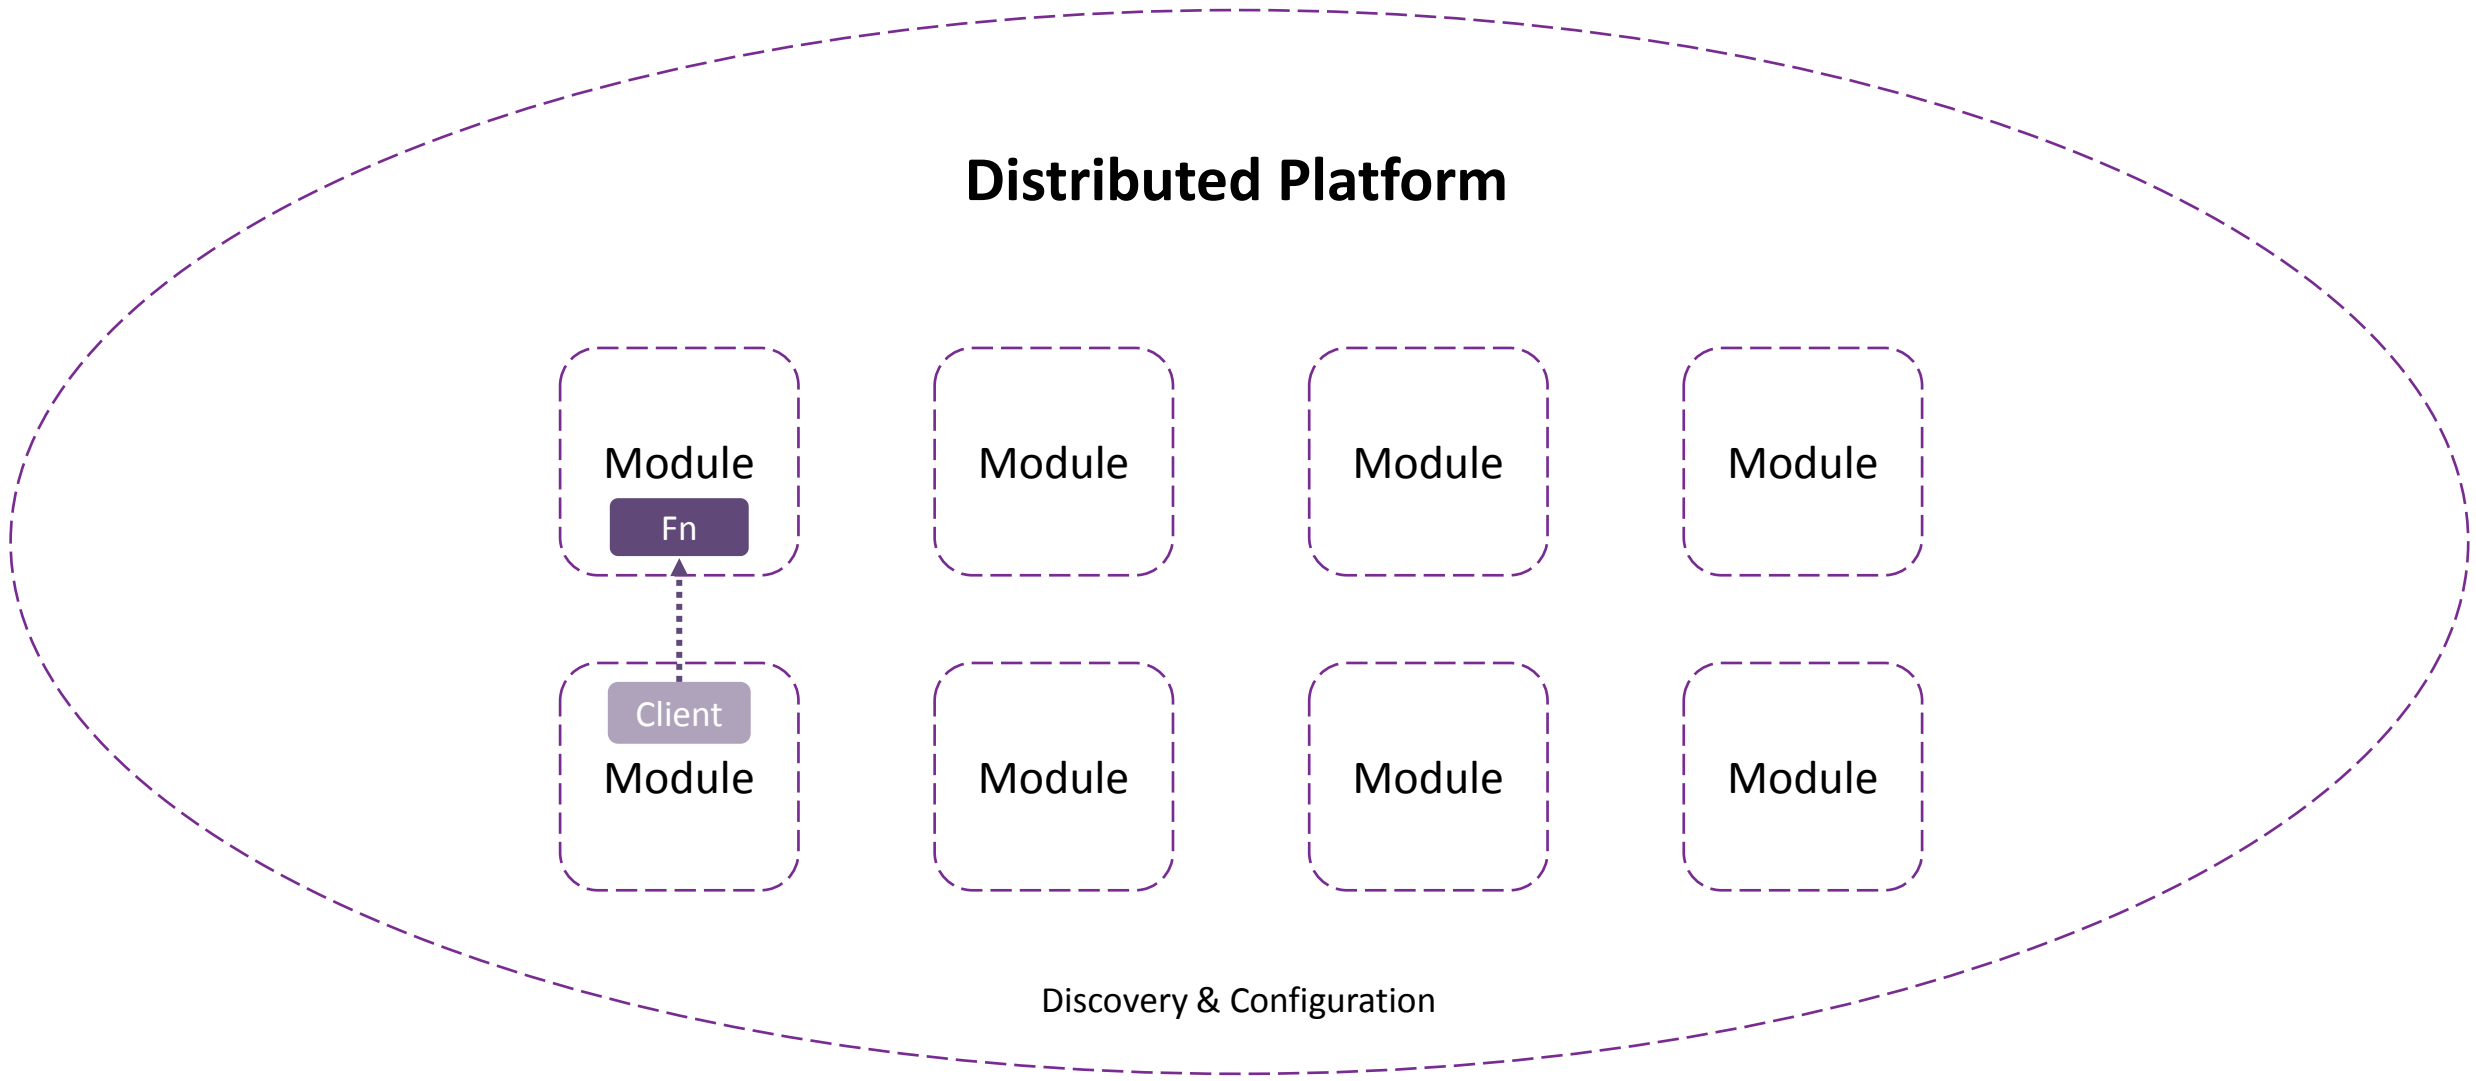 Distributed Platform
Module Module Module Module
Fn
Client
Module Module Module Module
Discovery & Configuration